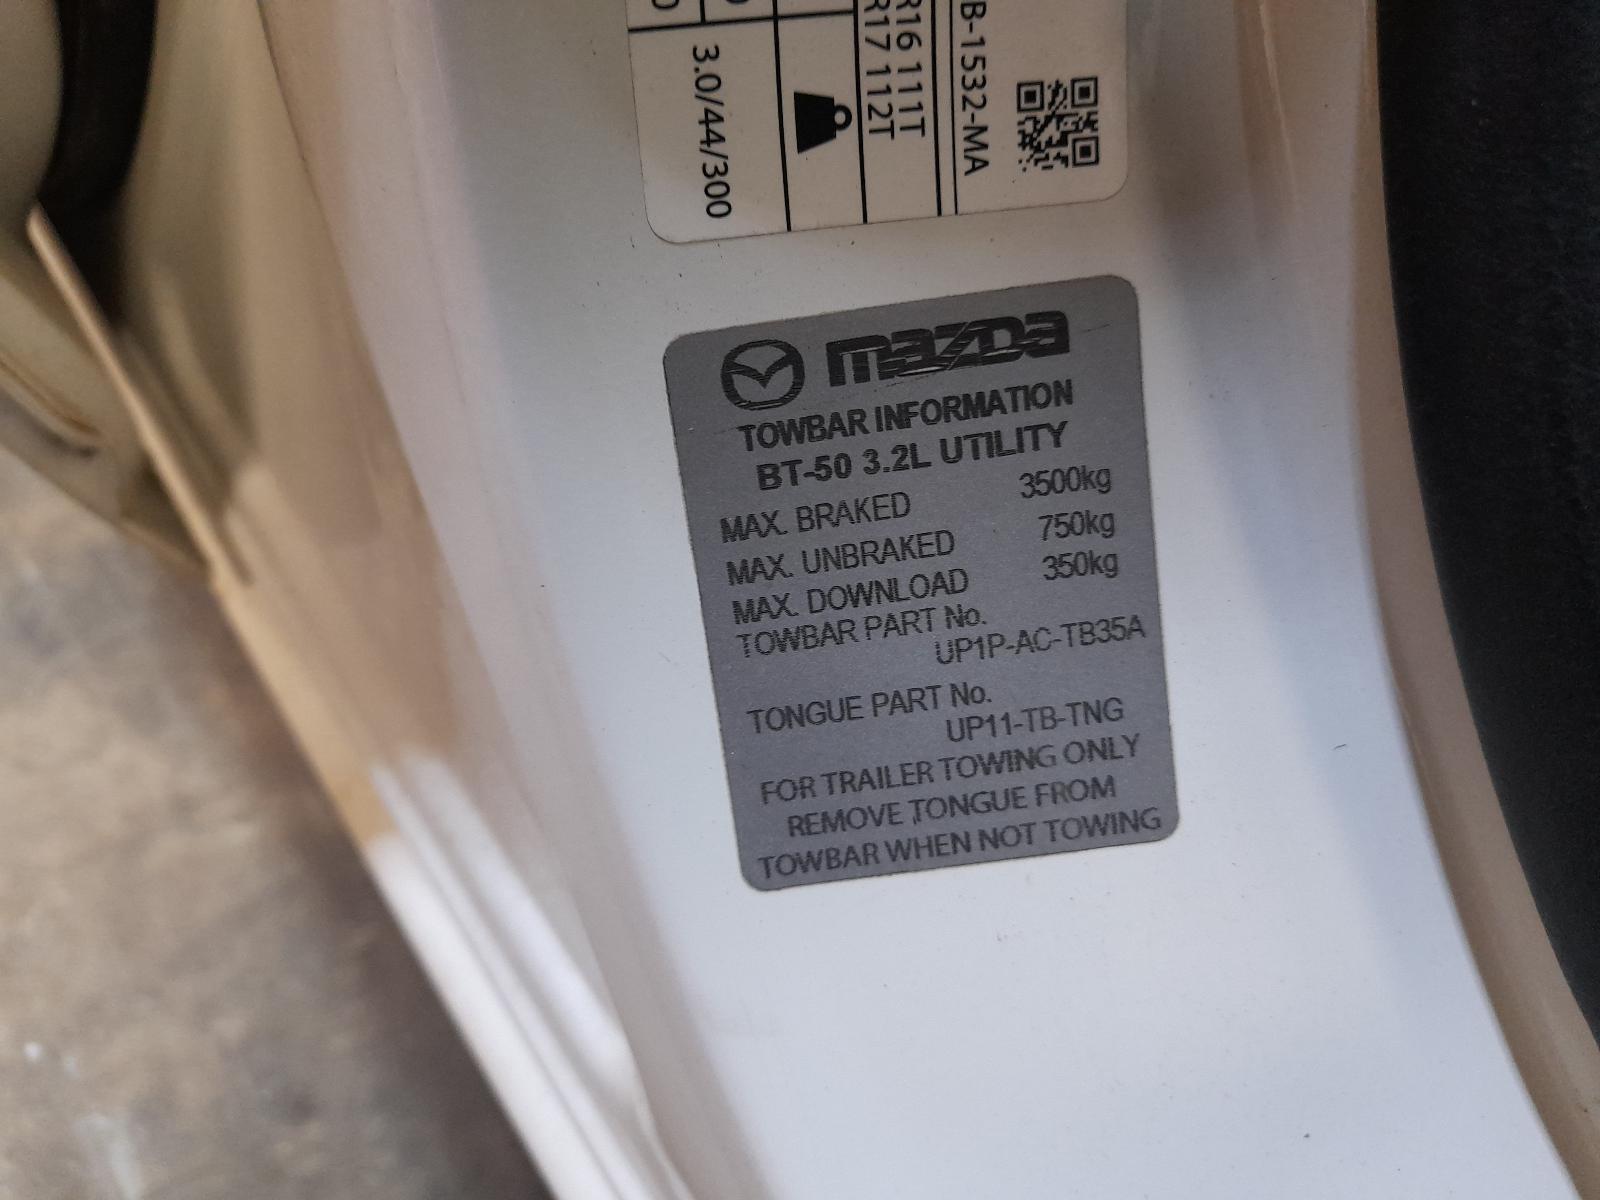 B-1532-MA
R16 111T
R17 112T
3.0/44/300
mazda
TOWBAR INFORMATION
BT-50 3.2L UTILITY
MAX. BRAKED 3500kg
MAX. UNBRAKED 750kg
MAX. DOWNLOAD 350kg
TOWBAR PART No.
UP1P-AC-TB35A
TONGUE PART No.
UP11-TB-TNG
FOR TRAILER TOWING ONLY
REMOVE TONGUE FROM
TOWBAR WHEN NOT TOWING